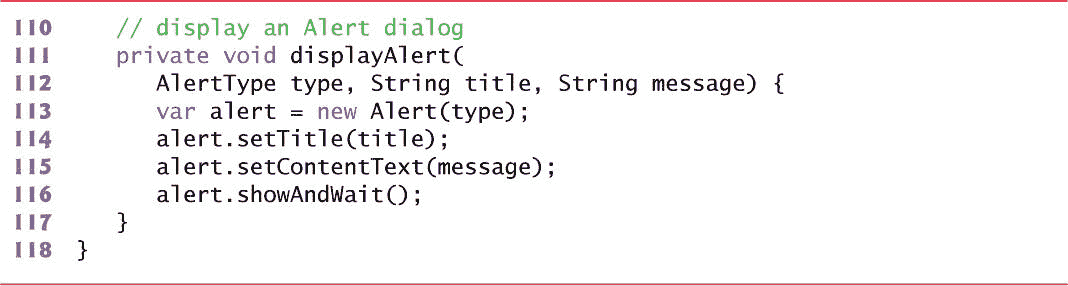 110 // display an Alert dialog
111 private void displayAlert(
112 AlertType type, String title, String message) {
113 var alert = new Alert(type);
114 alert.setTitle(title);
115 alert.setContentText(message);
116 alert.showAndWait();
117 }
118 }